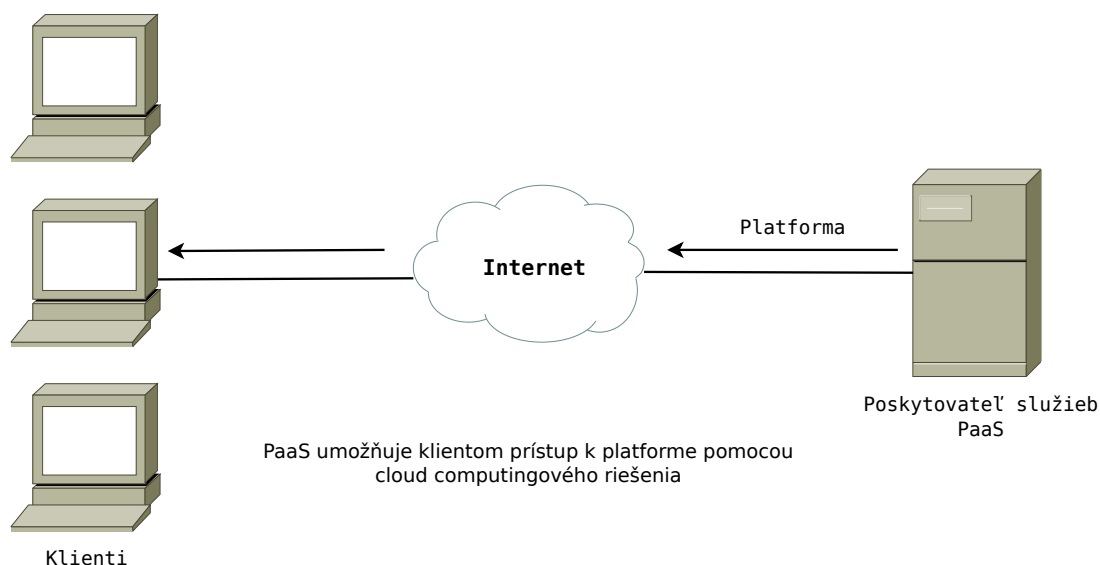 Platforma
Internet
Poskytovateľ služieb
PaaS
PaaS umožňuje klientom prístup k platforme pomocou
cloud computingového riešenia
Klienti